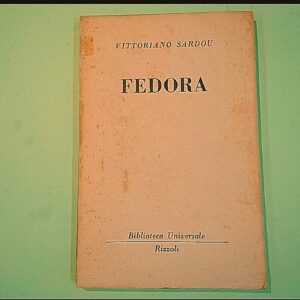 VITTORIANO SARDOU
FEDORA
Biblioteca Universale
Rizzoli